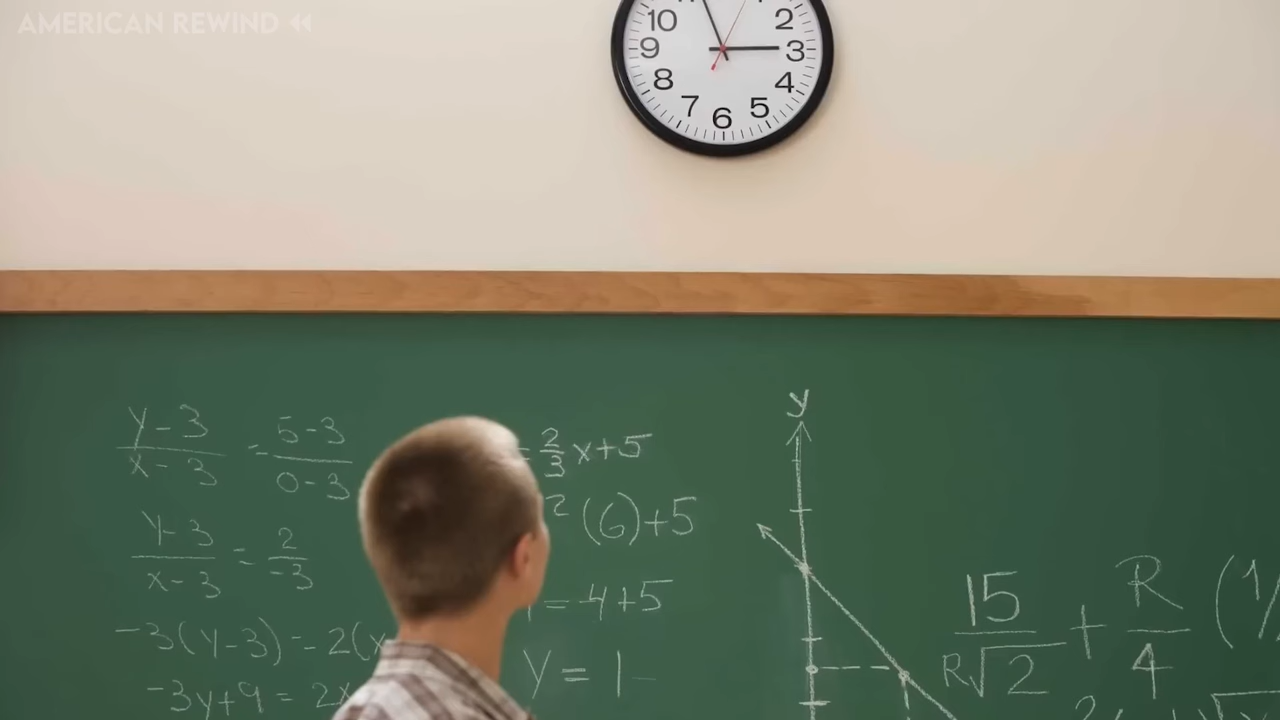 AMERICAN REWIND
10 2
9 3
8 4
7 5
6
y-3/x-3 = 5-3/0-3
y-3/x-3 = 2/-3
-3(y-3) = -2(x
-3y+9 = 2x
= 2/3 x+5
2 (6)+5
= -4+5
y = 1
y
15/R√2 + R/4 (1/